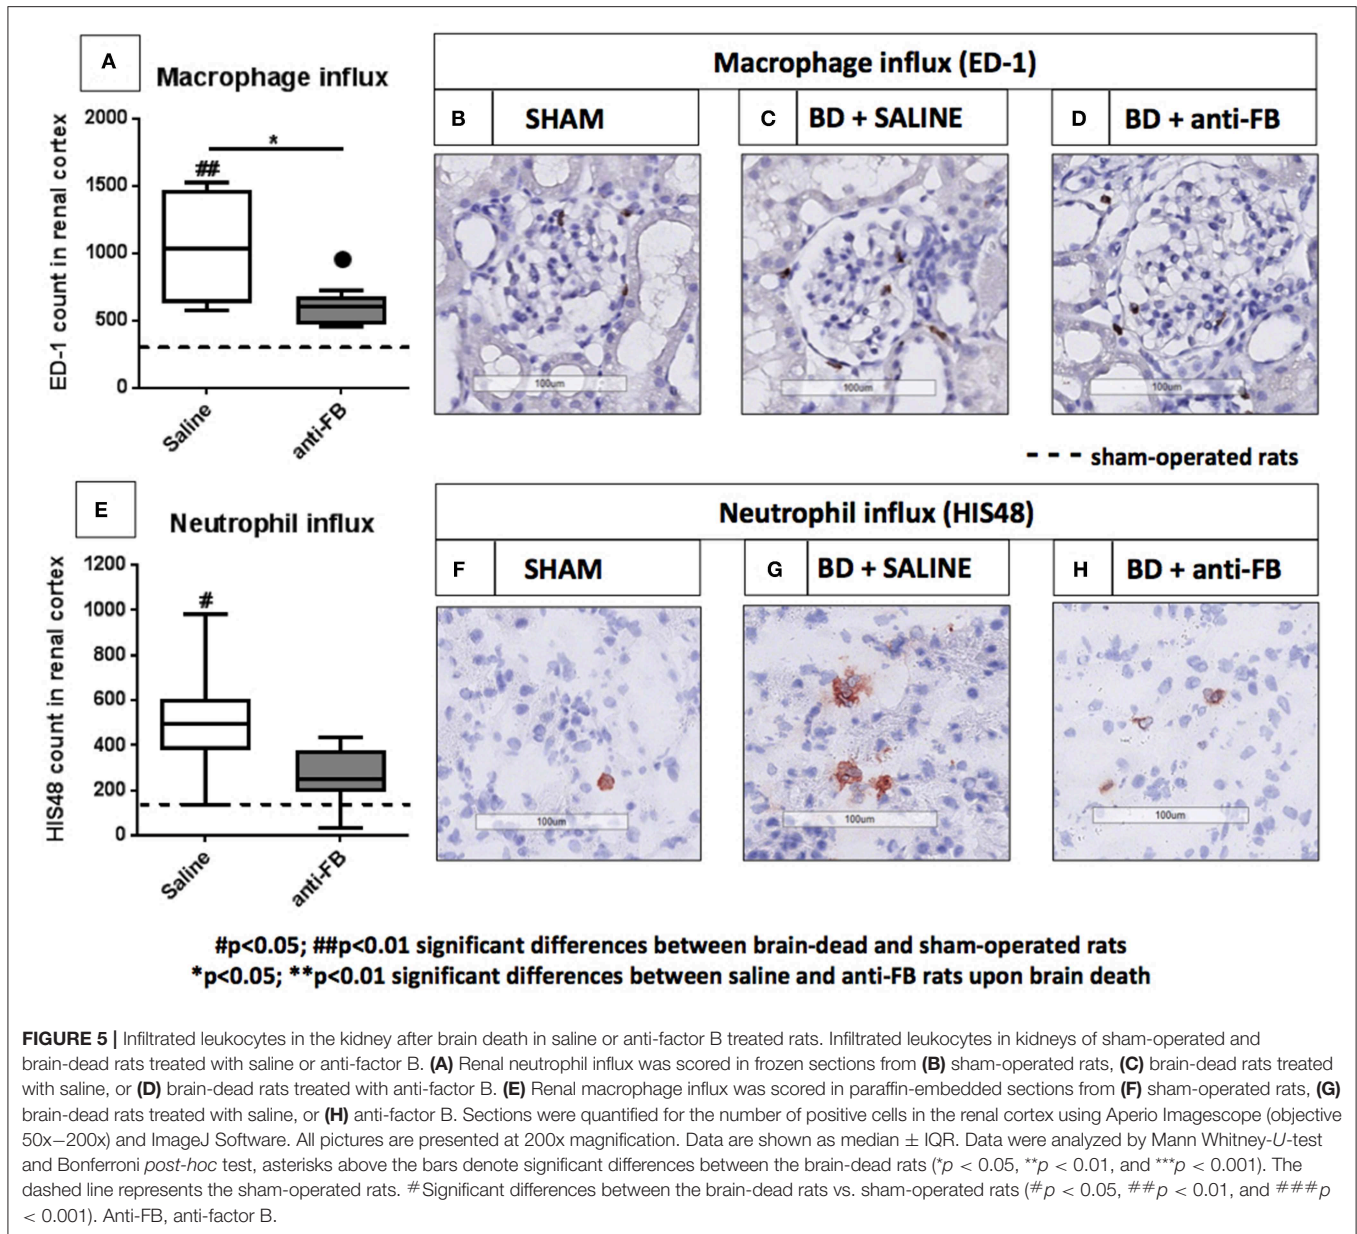 A
Macrophage influx
ED-1 count in renal cortex
2000
1500
1000
500
0
##
*
Saline
anti-FB
Macrophage influx (ED-1)
B
SHAM
C
BD + SALINE
D
BD + anti-FB
100um
100um
100um
--- sham-operated rats
E
Neutrophil influx
HIS48 count in renal cortex
1200
1000
800
600
400
200
0
#
Saline
anti-FB
Neutrophil influx (HIS48)
F
SHAM
G
BD + SALINE
H
BD + anti-FB
100um
100um
100um
#p<0.05; ##p<0.01 significant differences between brain-dead and sham-operated rats
*p<0.05; **p<0.01 significant differences between saline and anti-FB rats upon brain death
FIGURE 5 | Infiltrated leukocytes in the kidney after brain death in saline or anti-factor B treated rats. Infiltrated leukocytes in kidneys of sham-operated and
brain-dead rats treated with saline or anti-factor B. (A) Renal neutrophil influx was scored in frozen sections from (B) sham-operated rats, (C) brain-dead rats treated
with saline, or (D) brain-dead rats treated with anti-factor B. (E) Renal macrophage influx was scored in paraffin-embedded sections from (F) sham-operated rats, (G)
brain-dead rats treated with saline, or (H) anti-factor B. Sections were quantified for the number of positive cells in the renal cortex using Aperio Imagescope (objective
50x–200x) and ImageJ Software. All pictures are presented at 200x magnification. Data are shown as median ± IQR. Data were analyzed by Mann Whitney-U-test
and Bonferroni post-hoc test, asterisks above the bars denote significant differences between the brain-dead rats (*p < 0.05, **p < 0.01, and ***p < 0.001). The
dashed line represents the sham-operated rats. #Significant differences between the brain-dead rats vs. sham-operated rats (#p < 0.05, ##p < 0.01, and ###p
< 0.001). Anti-FB, anti-factor B.